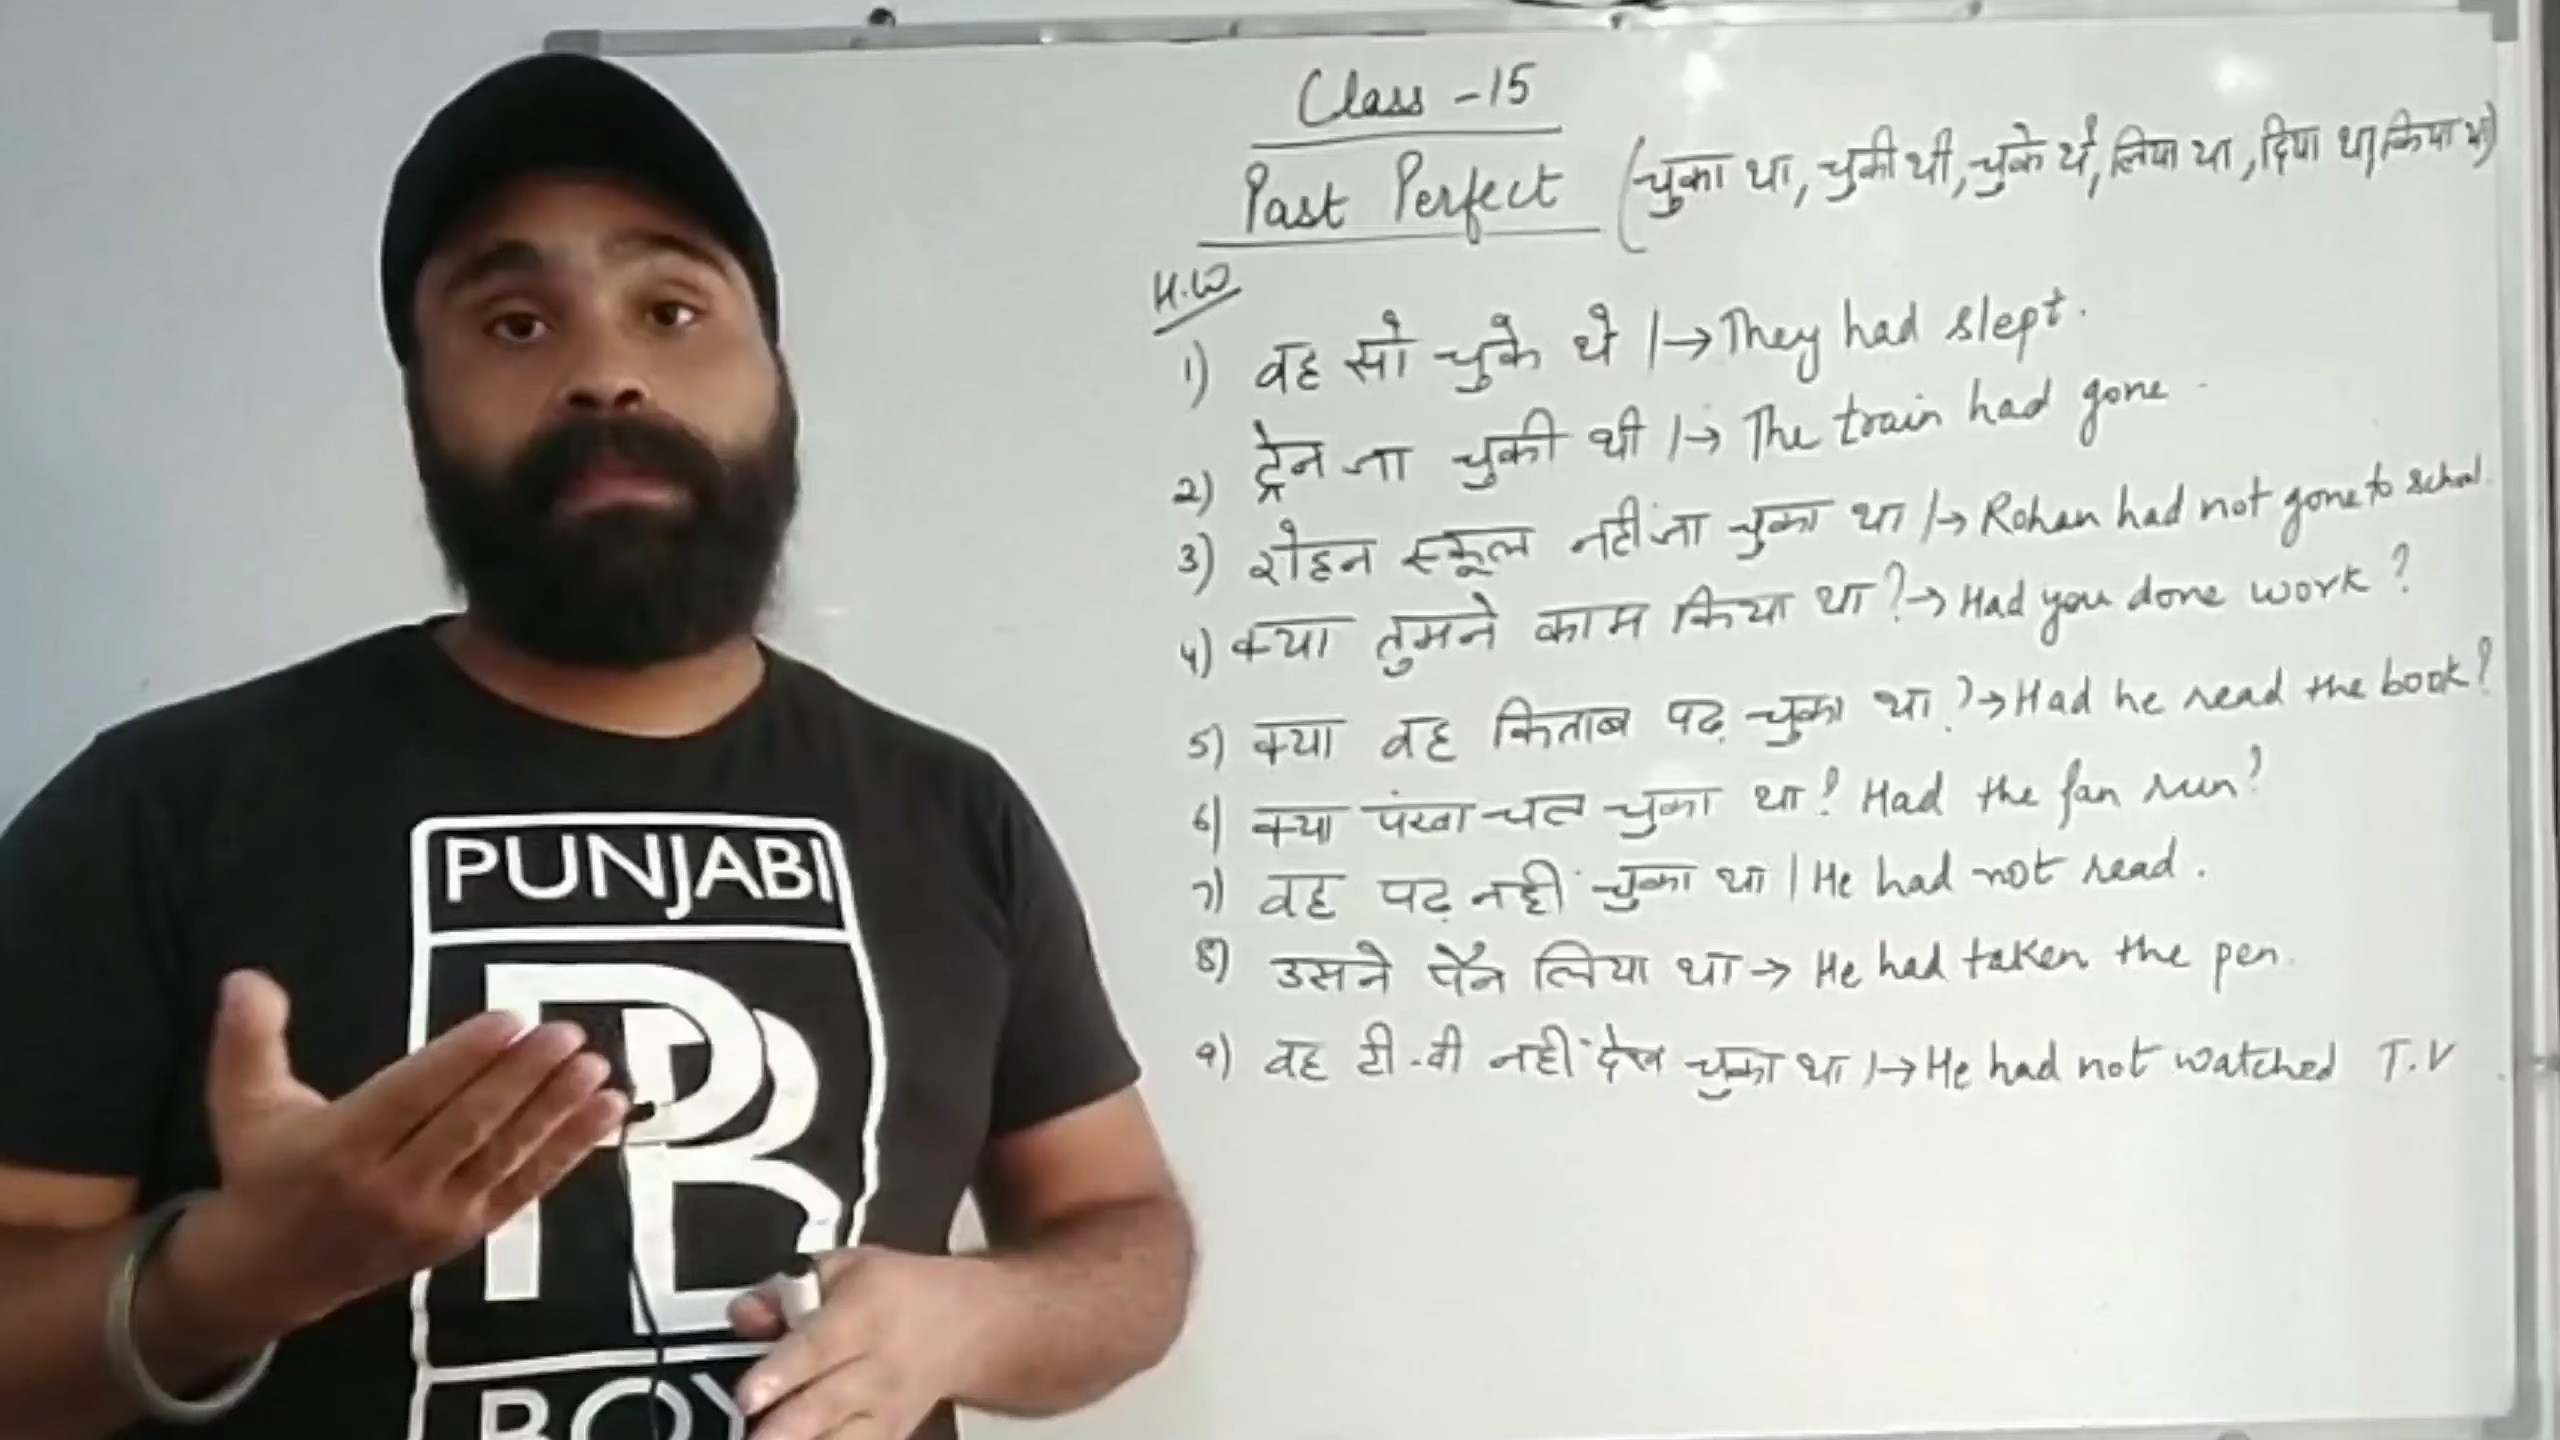 Class -15
Past Perfect (चुका था, चुकी थी, चुके थे, लिया था, दिया था, किया था)
H.W
1) वह सो चुके थे |→ They had slept.
2) ट्रेन जा चुकी थी |→ The train had gone.
3) रोहन स्कूल नहीं जा चुका था |→ Rohan had not gone to school.
4) क्या तुमने काम किया था? → Had you done work?
5) क्या वह किताब पढ़ चुका था? → Had he read the book?
6) क्या पंखा चल चुका था? Had the fan run?
7) वह पढ़ नहीं चुका था | He had not read.
8) उसने पैन लिया था → He had taken the pen.
9) वह टी.वी नहीं देख चुका था |→ He had not watched T.V
PUNJABI
PB
BOY